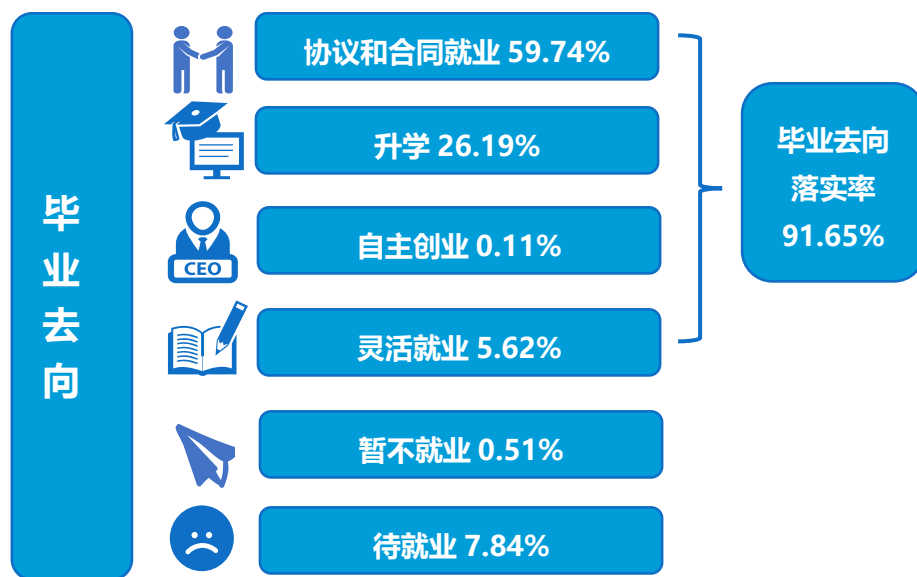 毕业去向
协议和合同就业 59.74%
升学 26.19%
CEO
自主创业 0.11%
灵活就业 5.62%
暂不就业 0.51%
待就业 7.84%
毕业去向
落实率
91.65%